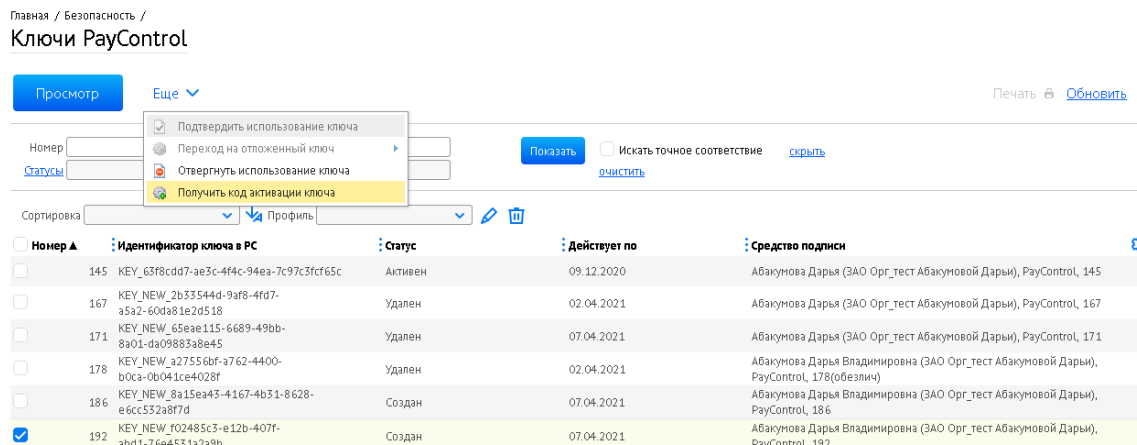 Главная / Безопасность /
Ключи PayControl
Просмотр Еще Печать Обновить
Подтвердить использование ключа
Номер Переход на отложенный ключ Показать Искать точное соответствие скрыть
Статусы Отвергнуть использование ключа очистить
Получить код активации ключа
Сортировка Профиль
Номер▲ Идентификатор ключа в PC Статус Действует по Средство подписи
145 KEY_63f8cdd7-ae3c-4f4c-94ea-7c97c3fcf65c Активен 09.12.2020 Абакумова Дарья (ЗАО Орг_тест Абакумовой Дарьи), PayControl, 145
KEY_NEW_2b33544d-9af8-4fd7-
167 a5a2-60da81e2d518 Удален 02.04.2021 Абакумова Дарья (ЗАО Орг_тест Абакумовой Дарьи), PayControl, 167
KEY_NEW_65eae115-6689-49bb-
171 8a01-da09883a8e45 Удален 07.04.2021 Абакумова Дарья (ЗАО Орг_тест Абакумовой Дарьи), PayControl, 171
KEY_NEW_a27556bf-a762-4400- Абакумова Дарья Владимировна (ЗАО Орг_тест Абакумовой Дарьи),
178 b0ca-0b041ce4028f Удален 02.04.2021 PayControl, 178(обезлич)
KEY_NEW_8a15ea43-4167-4b31-8628- Абакумова Дарья Владимировна (ЗАО Орг_тест Абакумовой Дарьи),
186 e6cc532a8f7d Создан 07.04.2021 PayControl, 186
KEY_NEW_f02485c3-e12b-407f- Абакумова Дарья Владимировна (ЗАО Орг_тест Абакумовой Дарьи),
192 abd1-76e4531a2a9b Создан 07.04.2021 PayControl, 192